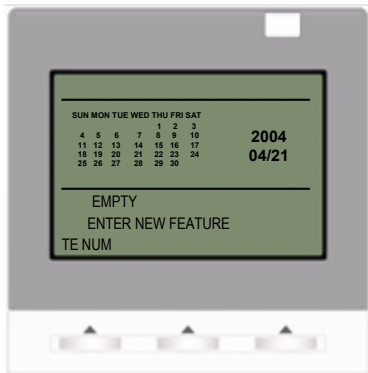 SUN MON TUE WED THU FRI SAT
1 2 3
4 5 6 7 8 9 10
11 12 13 14 15 16 17
18 19 20 21 22 23 24
25 26 27 28 29 30
2004
04/21
EMPTY
ENTER NEW FEATURE
TE NUM